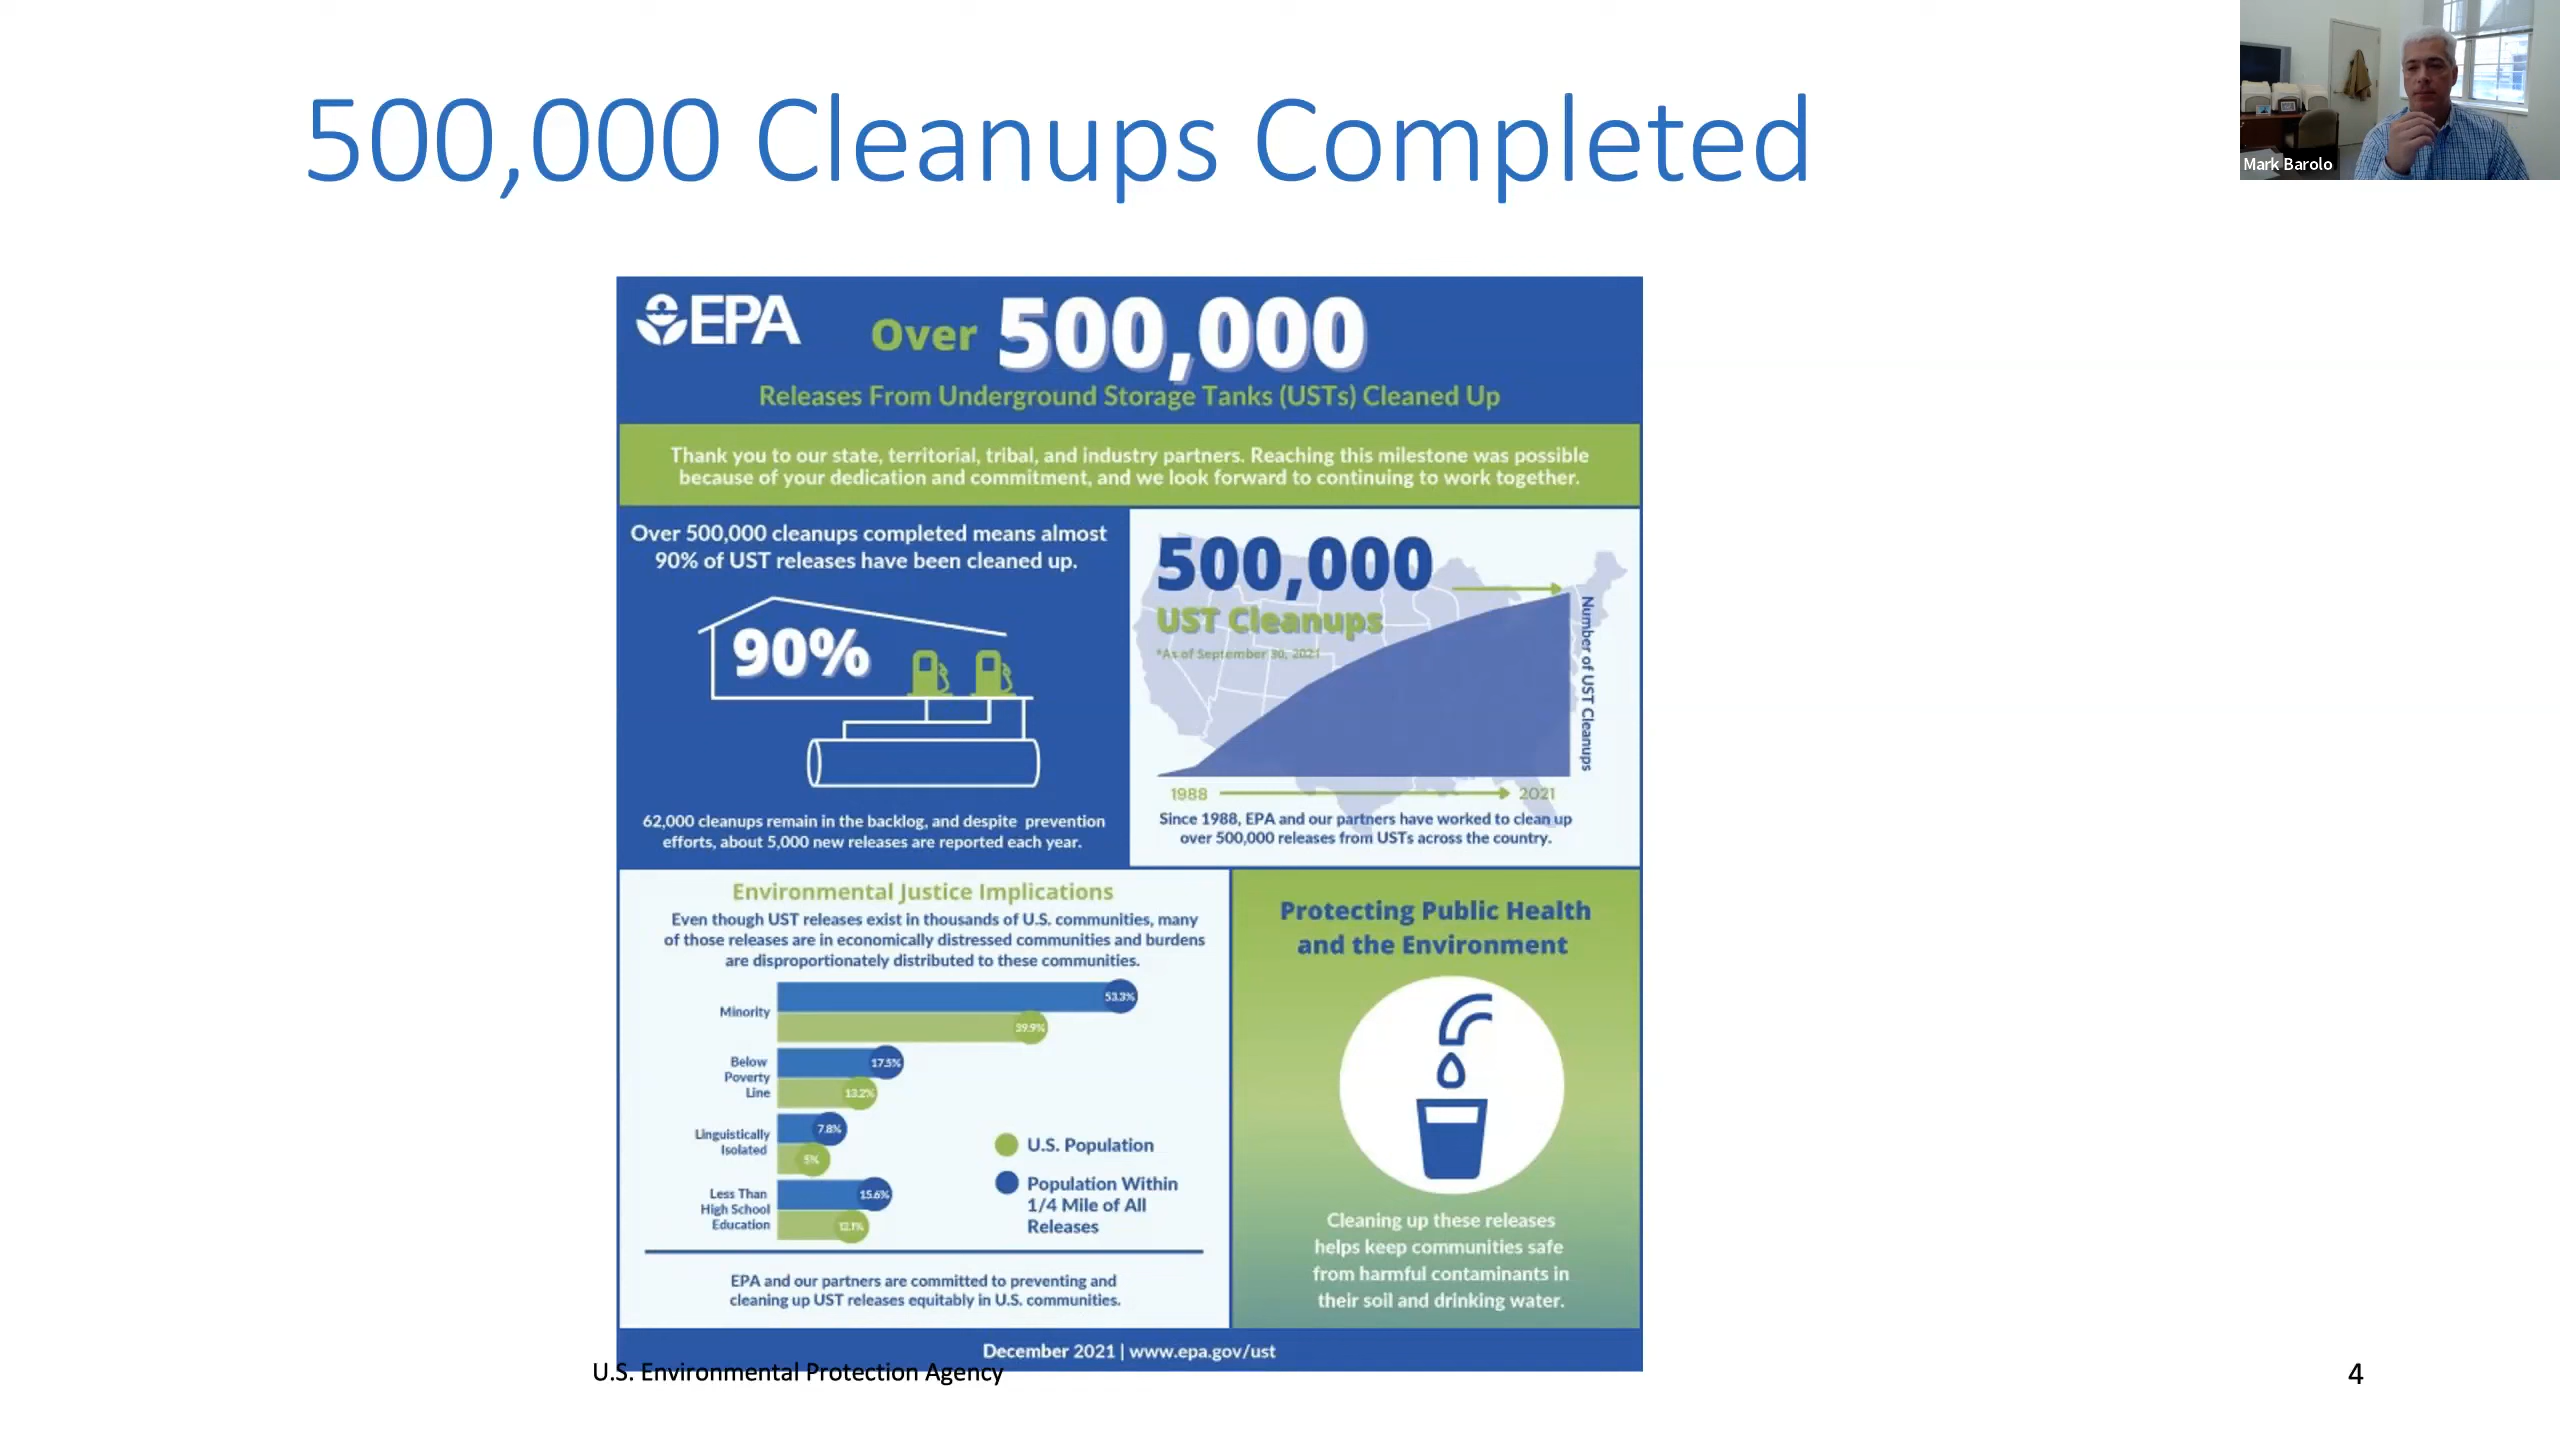 500,000 Cleanups Completed
Mark Barolo
EPA
Over 500,000
Releases From Underground Storage Tanks (USTs) Cleaned Up
Thank you to our state, territorial, tribal, and industry partners. Reaching this milestone was possible
because of your dedication and commitment, and we look forward to continuing to work together.
Over 500,000 cleanups completed means almost
90% of UST releases have been cleaned up.
90%
62,000 cleanups remain in the backlog, and despite prevention
efforts, about 5,000 new releases are reported each year.
500,000
UST Cleanups
*As of September 30, 2021
Number of UST Cleanups
1988
2021
Since 1988, EPA and our partners have worked to clean up
over 500,000 releases from USTs across the country.
Environmental Justice Implications
Even though UST releases exist in thousands of U.S. communities, many
of those releases are in economically distressed communities and burdens
are disproportionately distributed to these communities.
Minority
53.3%
39.9%
Below
Poverty
Line
17.5%
13.2%
Linguistically
Isolated
7.8%
5%
Less Than
High School
Education
15.6%
12.1%
U.S. Population
Population Within
1/4 Mile of All
Releases
EPA and our partners are committed to preventing and
cleaning up UST releases equitably in U.S. communities.
Protecting Public Health
and the Environment
Cleaning up these releases
helps keep communities safe
from harmful contaminants in
their soil and drinking water.
December 2021 | www.epa.gov/ust
U.S. Environmental Protection Agency
4